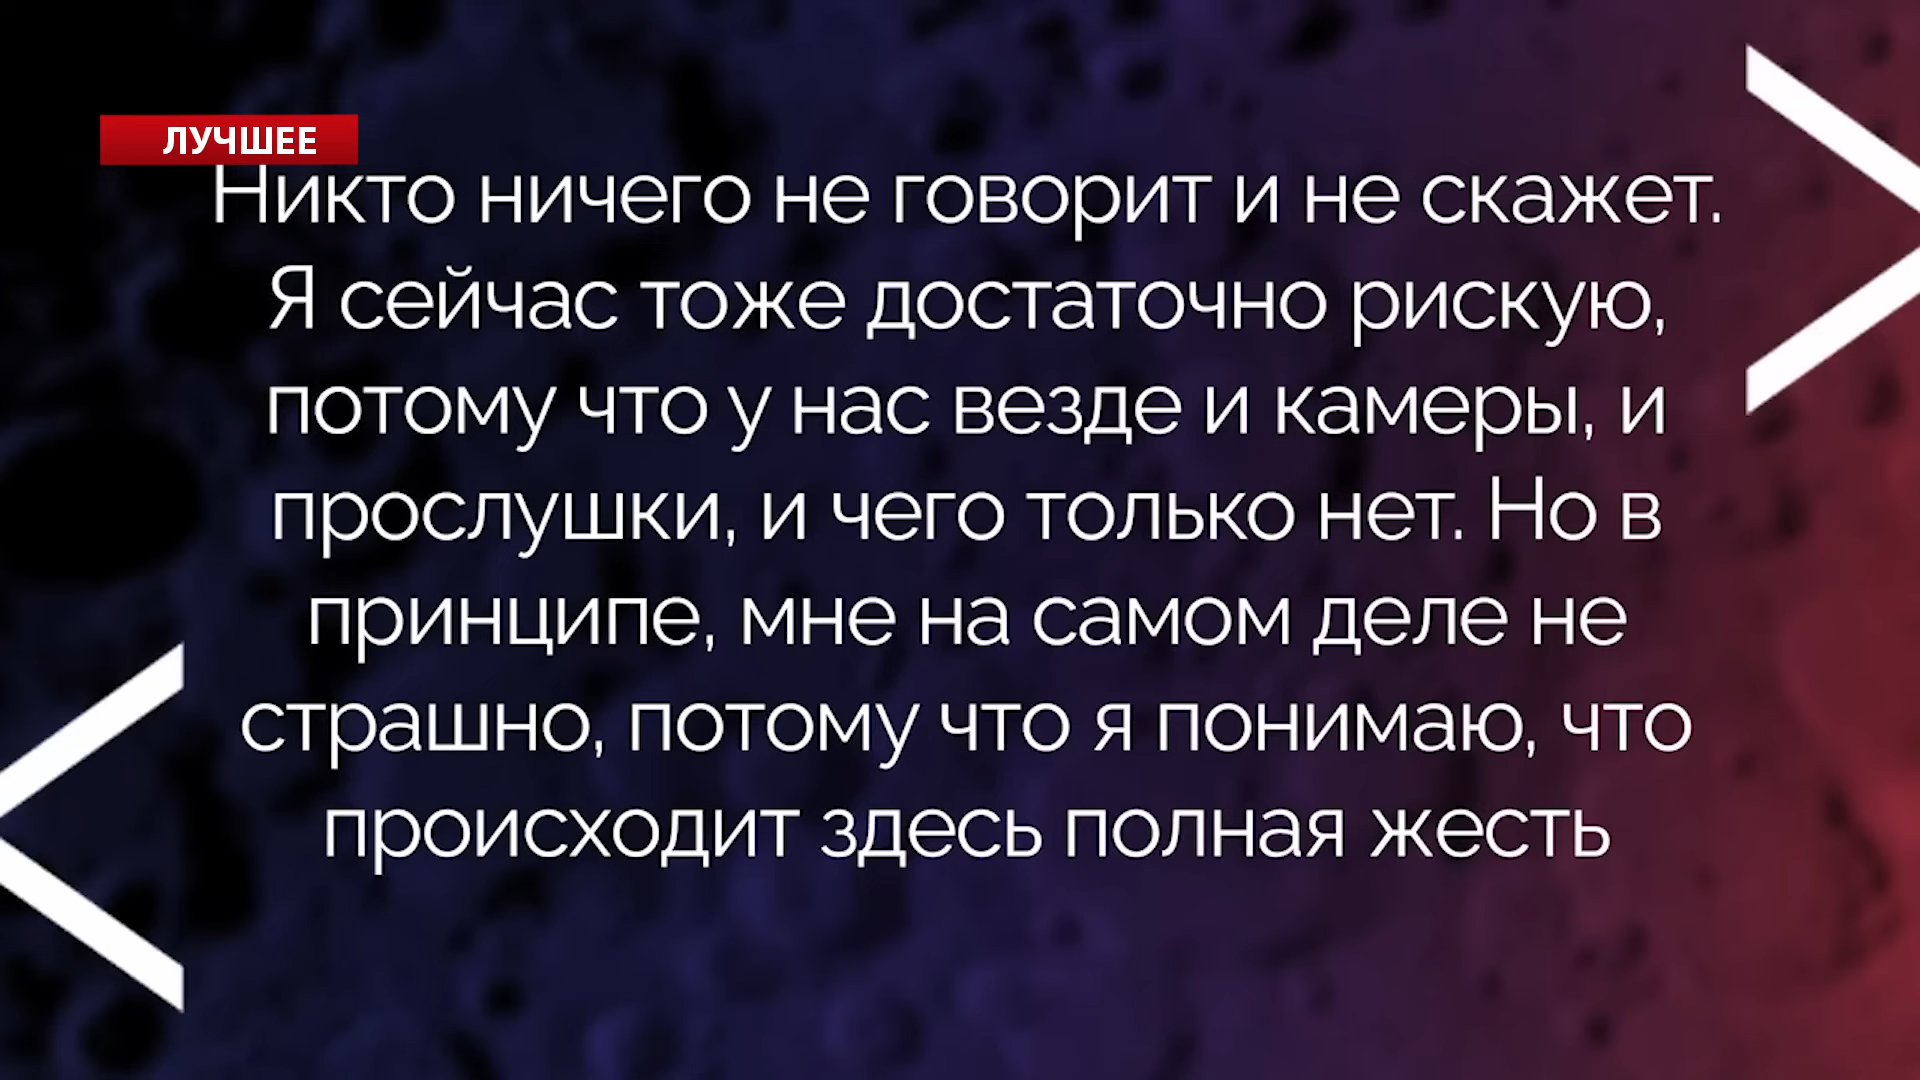 ЛУЧШЕЕ
Никто ничего не говорит и не скажет.
Я сейчас тоже достаточно рискую,
потому что у нас везде и камеры, и
прослушки, и чего только нет. Но в
принципе, мне на самом деле не
страшно, потому что я понимаю, что
происходит здесь полная жесть